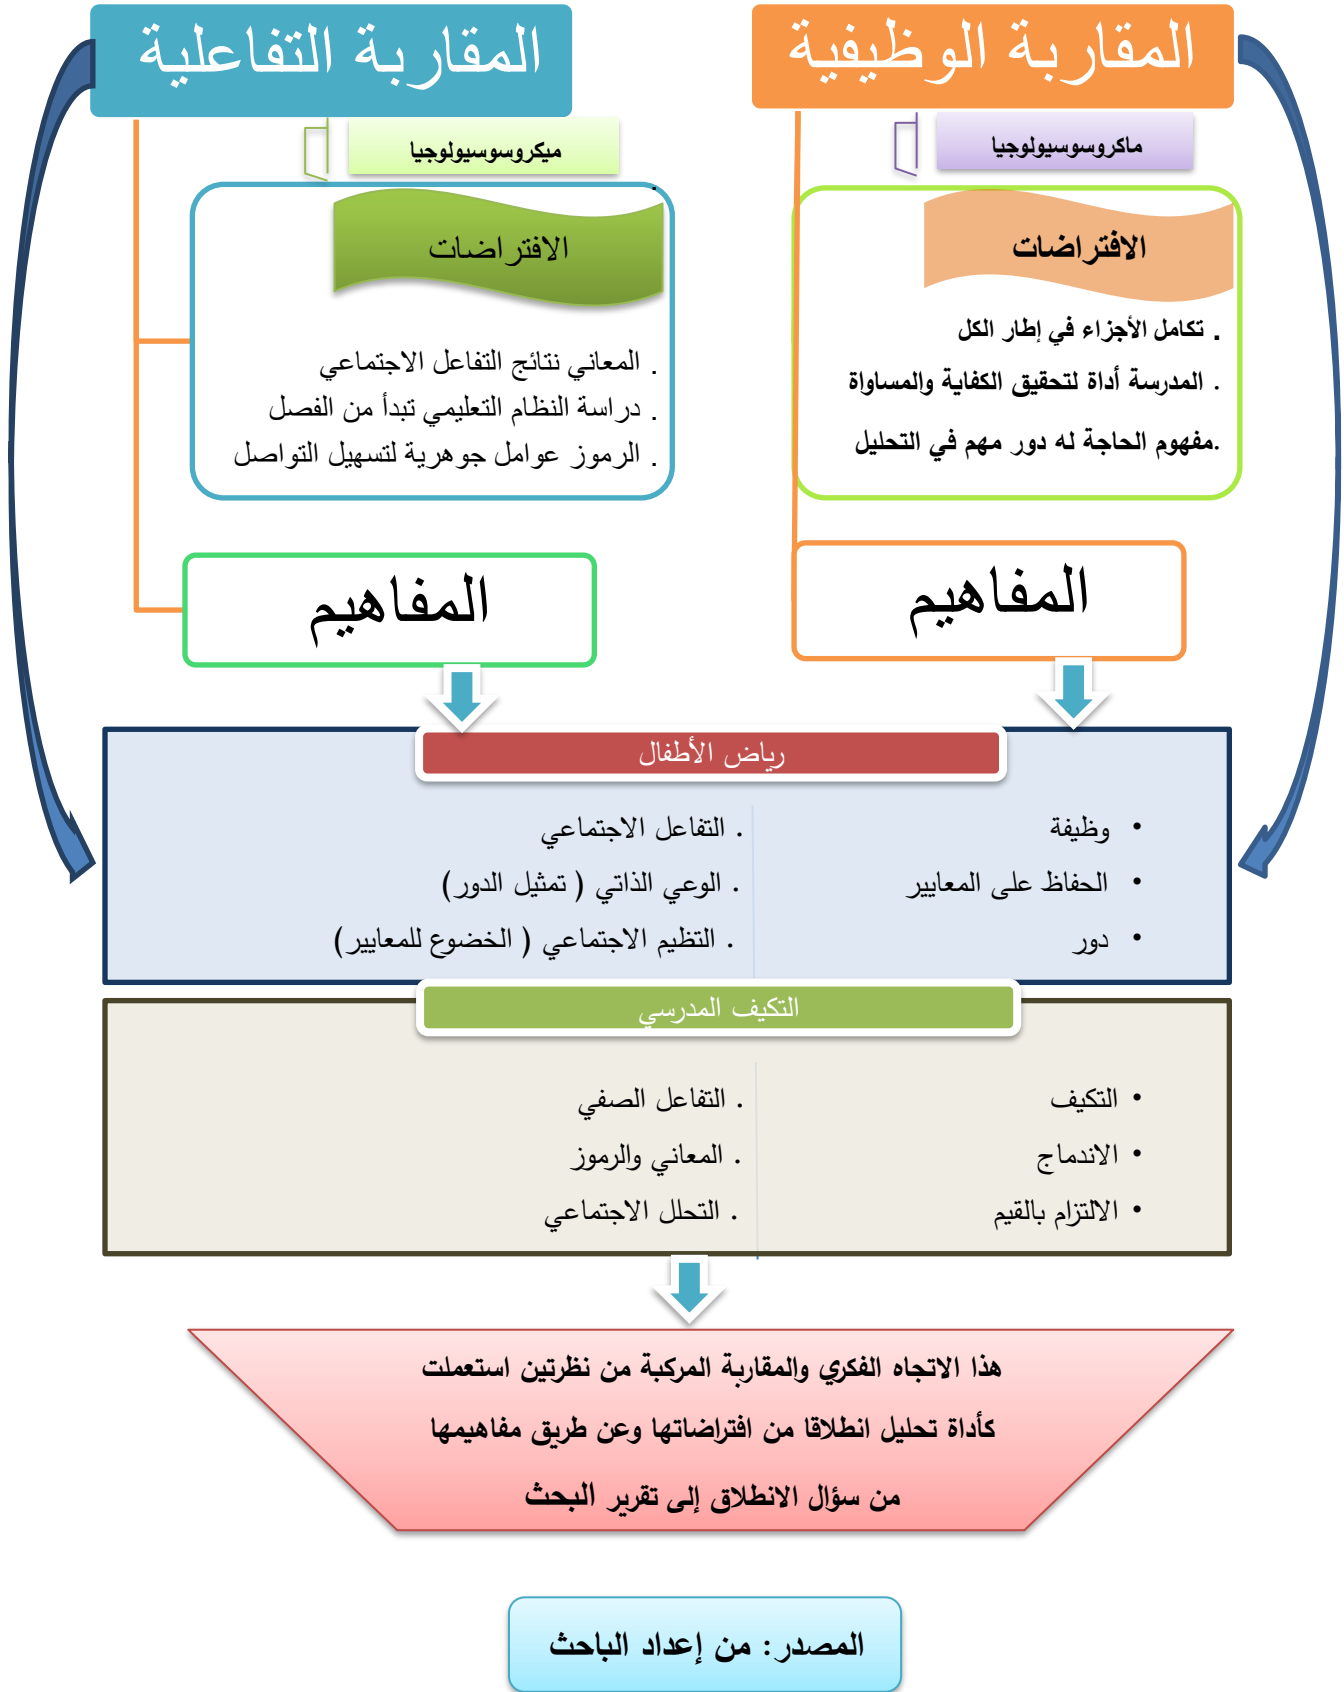 المقاربة الوظيفية
ماكروسوسيولوجيا
الافتراضات
. تكامل الأجزاء في إطار الكل
. المدرسة أداة لتحقيق الكفاية والمساواة
.مفهوم الحاجة له دور مهم في التحليل
المفاهيم
المقاربة التفاعلية
ميكروسوسيولوجيا
.
الافتراضات
. المعاني نتائج التفاعل الاجتماعي
. دراسة النظام التعليمي تبدأ من الفصل
. الرموز عوامل جوهرية لتسهيل التواصل
المفاهيم
رياض الأطفال
• وظيفة
• الحفاظ على المعايير
• دور
. التفاعل الاجتماعي
. الوعي الذاتي ( تمثيل الدور)
. التظيم الاجتماعي ( الخضوع للمعايير)
التكيف المدرسي
• التكيف
• الاندماج
• الالتزام بالقيم
. التفاعل الصفي
. المعاني والرموز
. التحلل الاجتماعي
هذا الاتجاه الفكري والمقاربة المركبة من نظرتين استعملت
كأداة تحليل انطلاقا من افتراضاتها وعن طريق مفاهيمها
من سؤال الانطلاق إلى تقرير البحث
المصدر: من إعداد الباحث